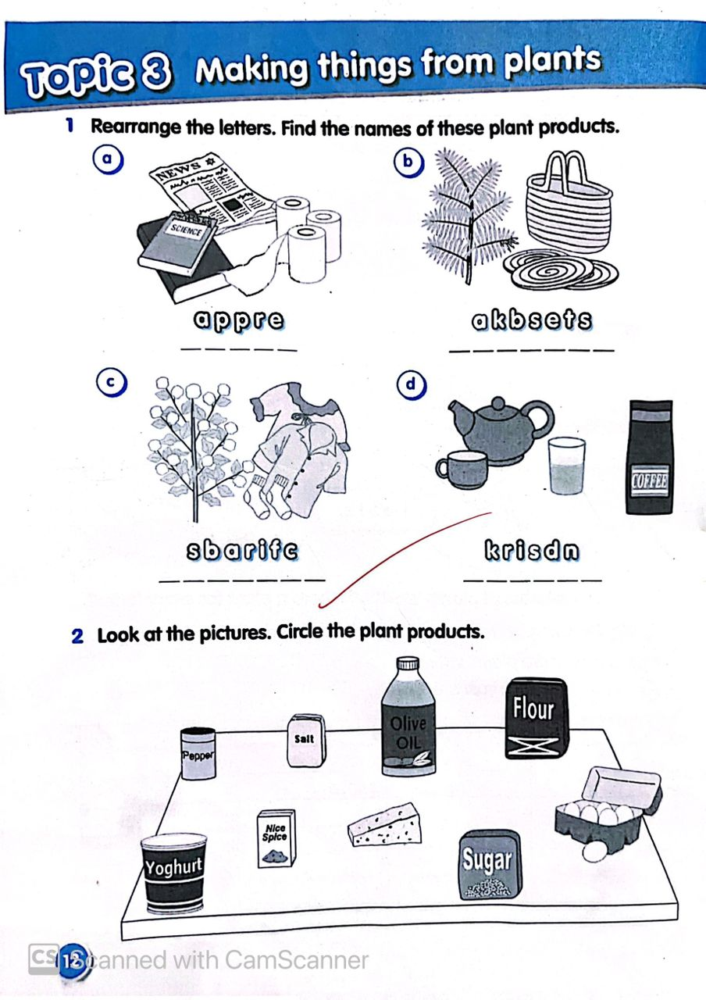 Topic 3 Making things from plants
1 Rearrange the letters. Find the names of these plant products.
a
b
NEWS
SCIENCE
appre
akbsets
c
d
COFFEE
sbarifc
krisdn
2 Look at the pictures. Circle the plant products.
Flour
Olive
OIL
Salt
Pepper
Nice
Spice
Yoghurt
Sugar
12
CS Scanned with CamScanner